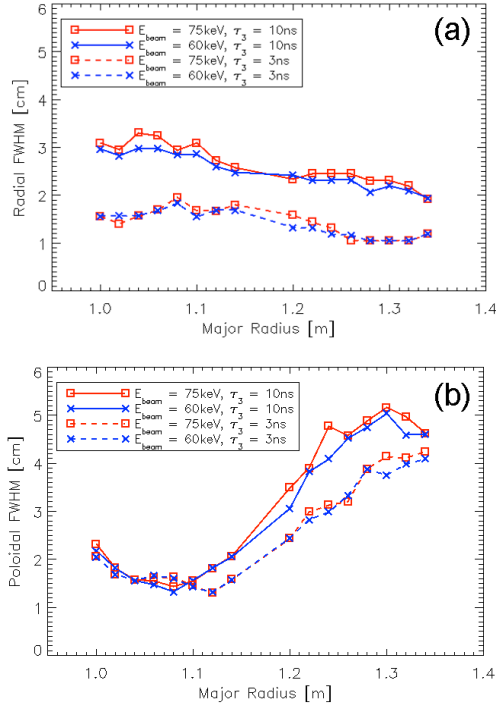 (a)
E_beam = 75keV, τ_3 = 10ns
E_beam = 60keV, τ_3 = 10ns
E_beam = 75keV, τ_3 = 3ns
E_beam = 60keV, τ_3 = 3ns
Radial FWHM [cm]
6
5
4
3
2
1
0
1.0 1.1 1.2 1.3 1.4
Major Radius [m]
(b)
E_beam = 75keV, τ_3 = 10ns
E_beam = 60keV, τ_3 = 10ns
E_beam = 75keV, τ_3 = 3ns
E_beam = 60keV, τ_3 = 3ns
Poloidal FWHM [cm]
6
5
4
3
2
1
0
1.0 1.1 1.2 1.3 1.4
Major Radius [m]